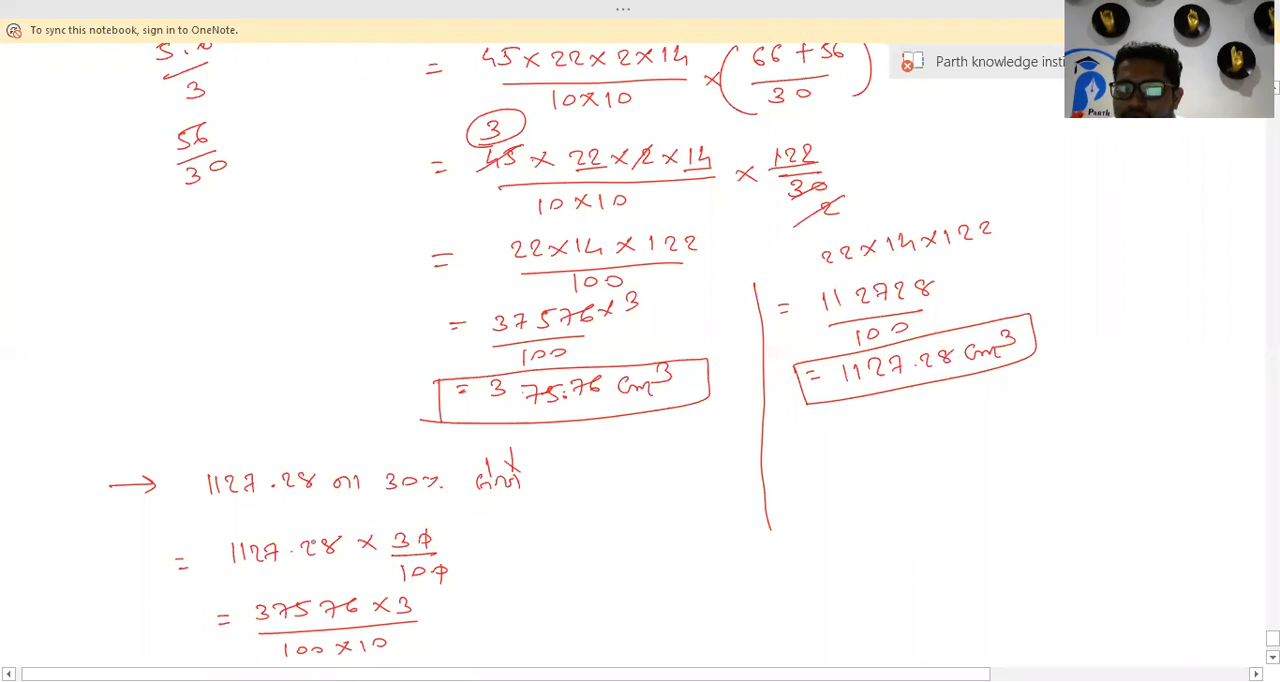 To sync this notebook, sign in to OneNote.
Parth knowledge insti
3
56/30
= 45 × 22 × 2 × 14 / 10 × 10 × (66 + 56 / 30)
3
= 45 × 22 × 2 × 14 / 10 × 10 × 122 / 30
2
= 22 × 14 × 122 / 100
= 37576 × 3 / 100
= 375.76 cm³
22 × 14 × 122
= 112728 / 100
= 1127.28 cm³
→ 1127.28 ના 30%
= 1127.28 × 30 / 100
= 37576 × 3 / 100 × 10